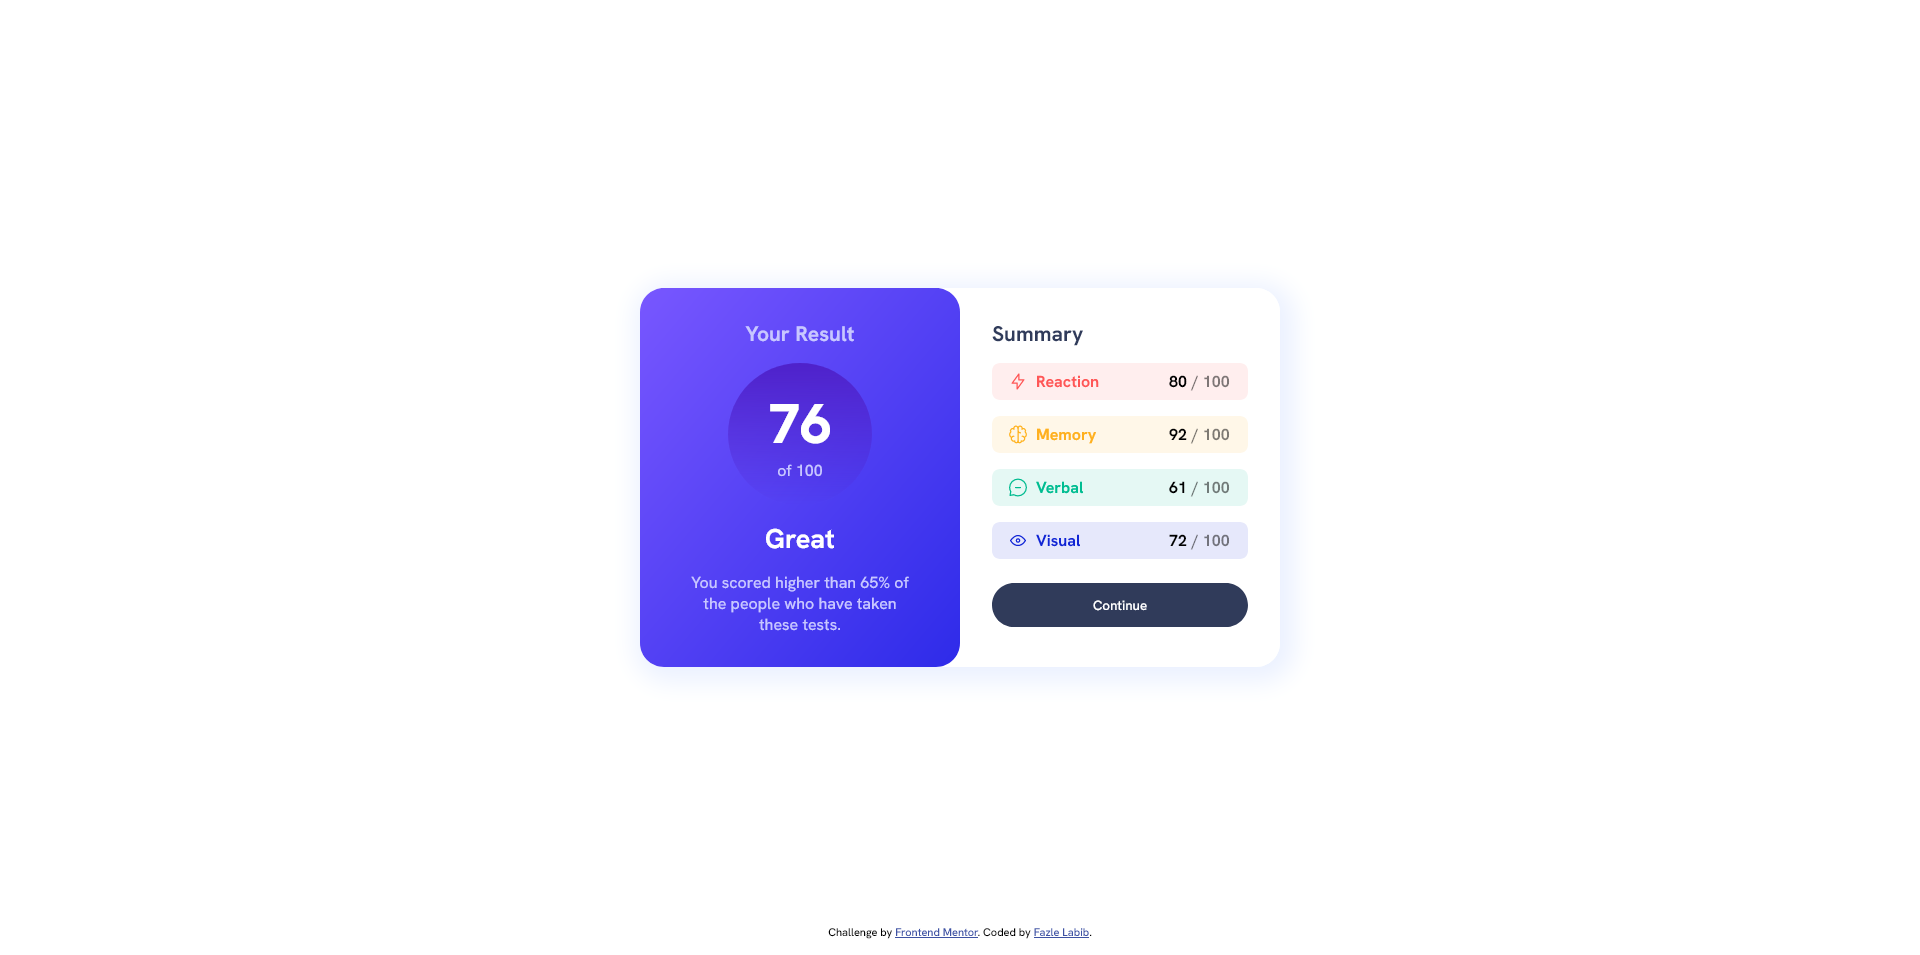 Your Result
76
of 100
Great
You scored higher than 65% of
the people who have taken
these tests.
Summary
Reaction 80 / 100
Memory 92 / 100
Verbal 61 / 100
Visual 72 / 100
Continue
Challenge by Frontend Mentor. Coded by Fazle Labib.